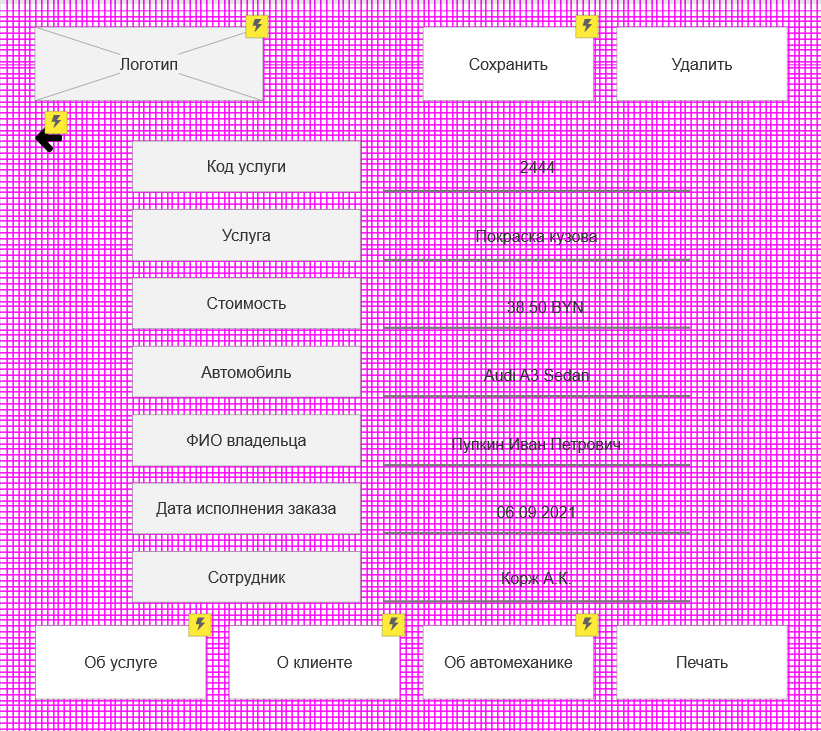 Логотип
Сохранить
Удалить
Код услуги
2444
Услуга
Покраска кузова
Стоимость
38.50 BYN
Автомобиль
Audi A3 Sedan
ФИО владельца
Пупкин Иван Петрович
Дата исполнения заказа
06.09.2021
Сотрудник
Корж А.К.
Об услуге
О клиенте
Об автомеханике
Печать